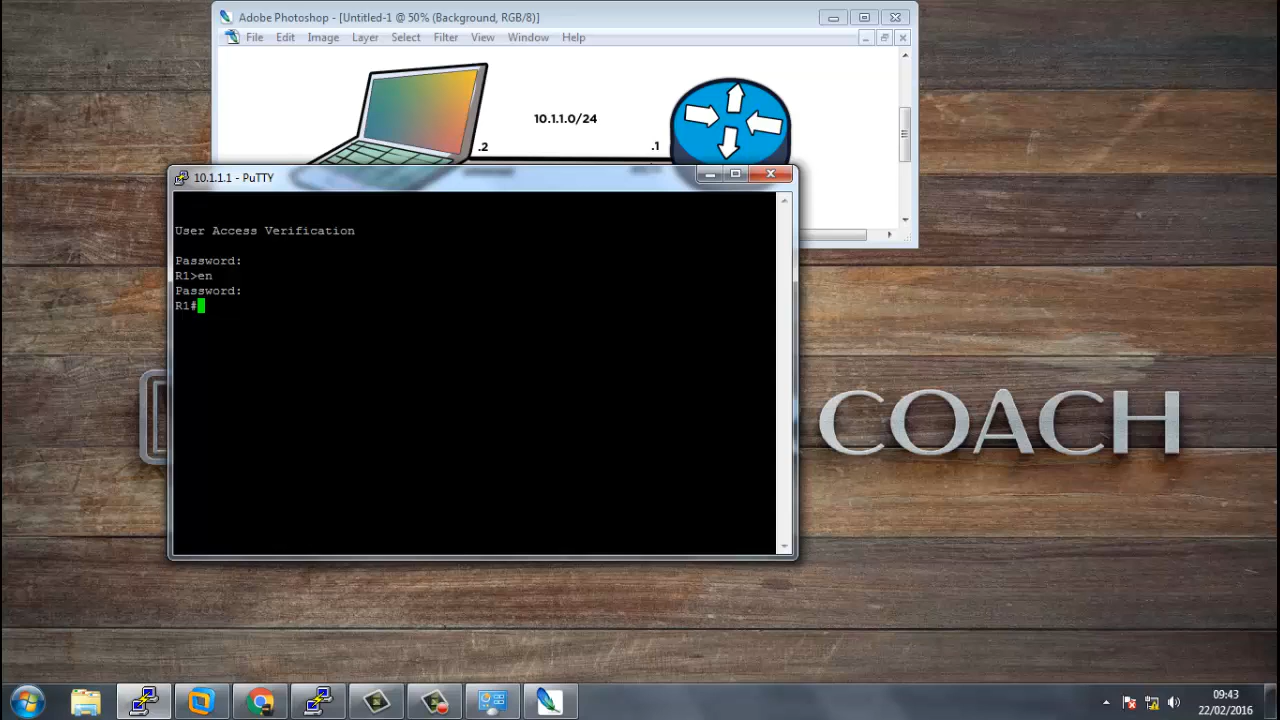 Adobe Photoshop - [Untitled-1 @ 50% (Background, RGB/8)]
File Edit Image Layer Select Filter View Window Help
10.1.1.0/24
.2
.1
10.1.1.1 - PuTTY
User Access Verification
Password:
R1>en
Password:
R1#
COACH
09:43
22/02/2016